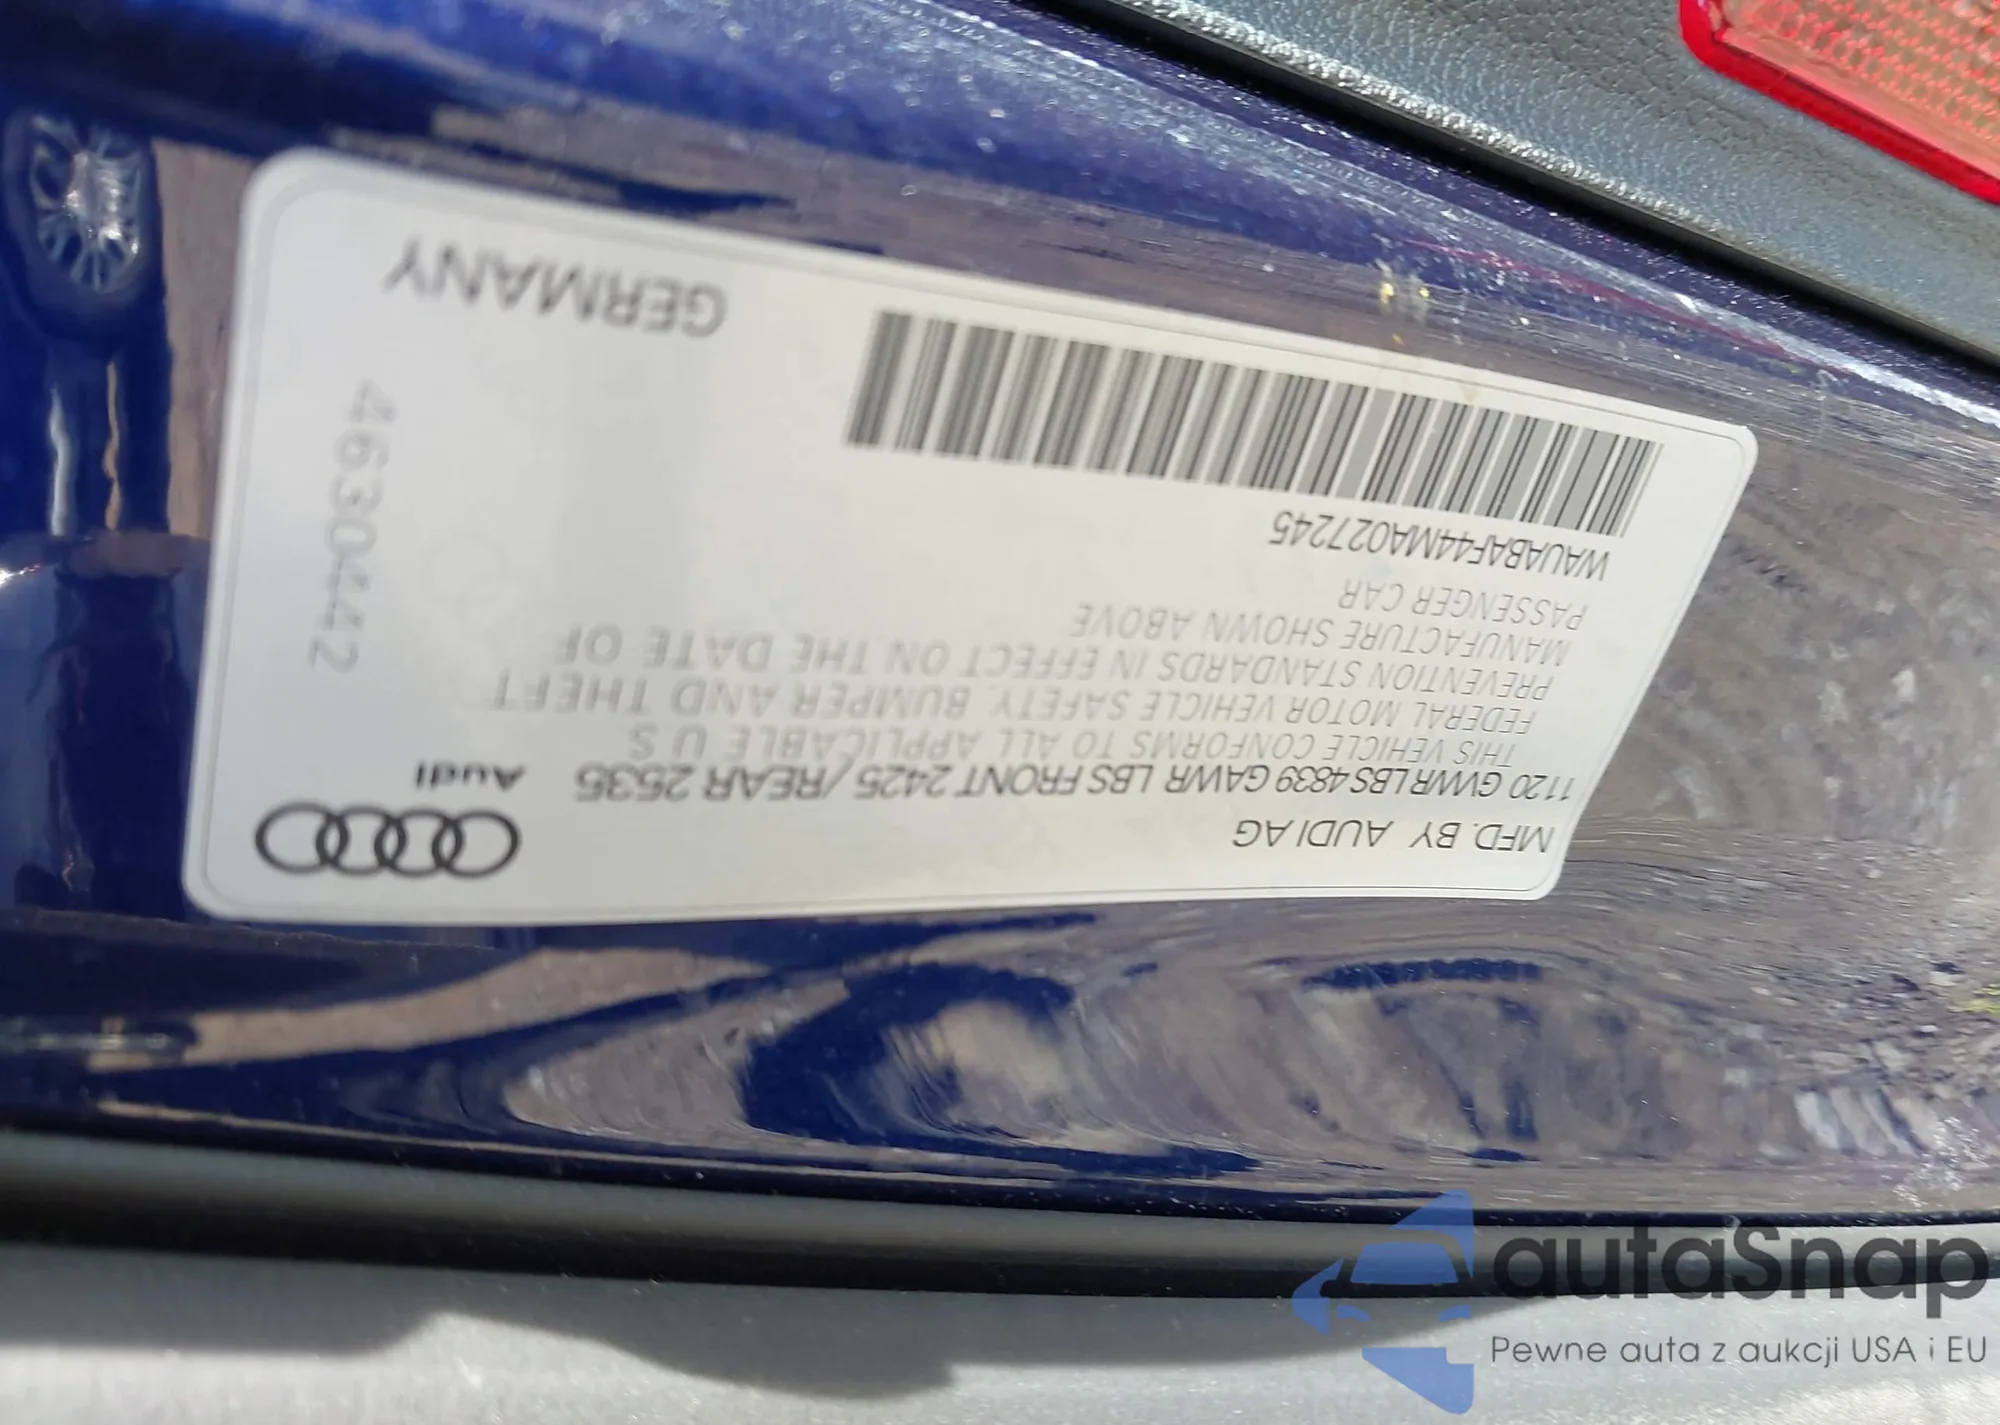 MFD. BY AUDI AG
1120 GVWR LBS 4839 GAWR LBS FRONT 2425 / REAR 2535
THIS VEHICLE CONFORMS TO ALL APPLICABLE U S
FEDERAL MOTOR VEHICLE SAFETY, BUMPER AND THEFT
PREVENTION STANDARDS IN EFFECT ON THE DATE OF
MANUFACTURE SHOWN ABOVE
PASSENGER CAR
WAUABAF44MA027245
Audi
4630442
GERMANY
autaSnap
Pewne auta z aukcji USA i EU